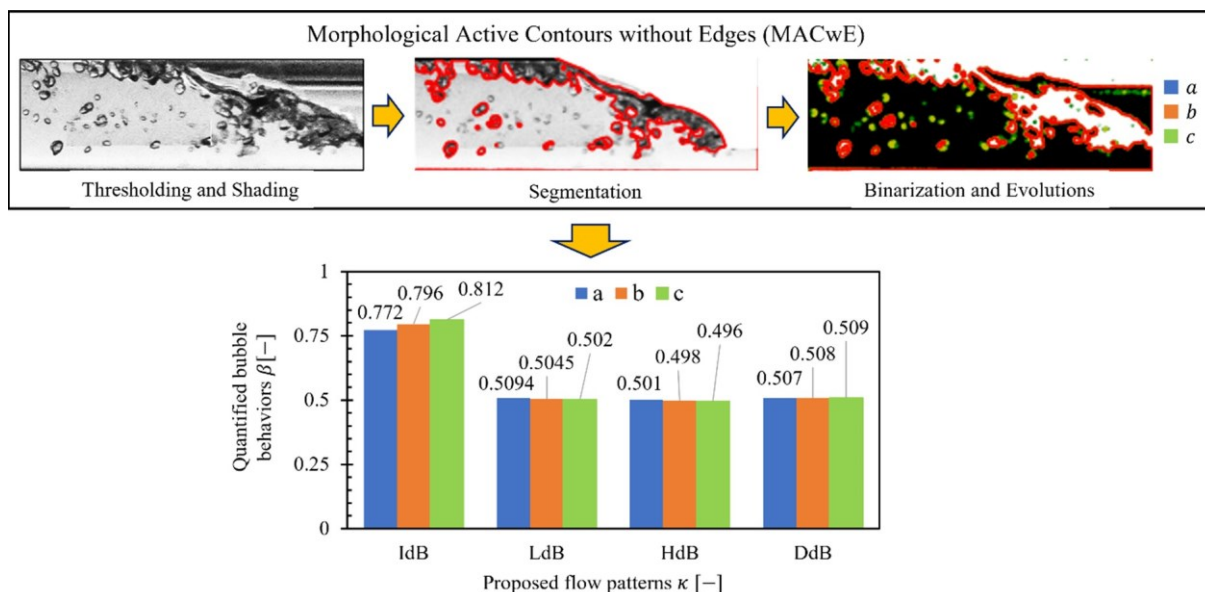 Morphological Active Contours without Edges (MACwE)
a
b
c
Thresholding and Shading
Segmentation
Binarization and Evolutions
1
0.75
0.5
0.25
0
Quantified bubble
behaviors β [−]
a b c
0.772
0.796
0.812
0.5094
0.5045
0.502
0.501
0.498
0.496
0.507
0.508
0.509
IdB LdB HdB DdB
Proposed flow patterns κ [−]